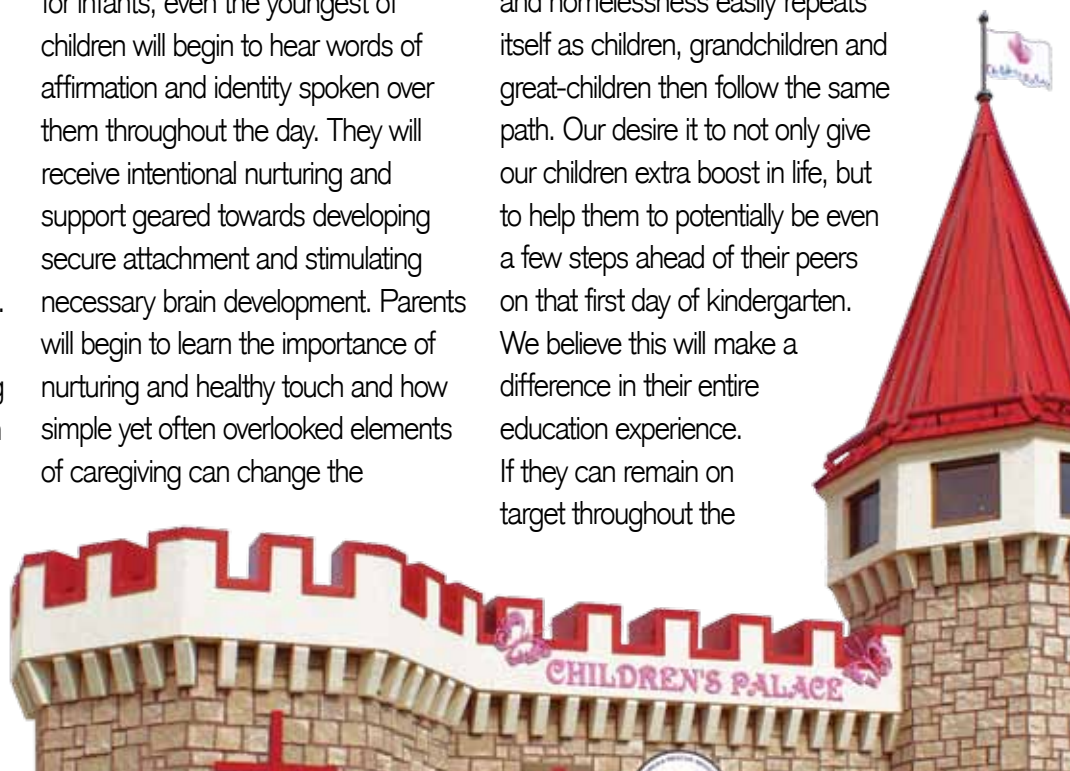 for infants, even the youngest of
children will begin to hear words of
affirmation and identity spoken over
them throughout the day. They will
receive intentional nurturing and
support geared towards developing
secure attachment and stimulating
necessary brain development. Parents
will begin to learn the importance of
nurturing and healthy touch and how
simple yet often overlooked elements
of caregiving can change the
and homelessness easily repeats
itself as children, grandchildren and
great-children then follow the same
path. Our desire it to not only give
our children extra boost in life, but
to help them to potentially be even
a few steps ahead of their peers
on that first day of kindergarten.
We believe this will make a
difference in their entire
education experience.
If they can remain on
target throughout the
CHILDREN'S PALACE